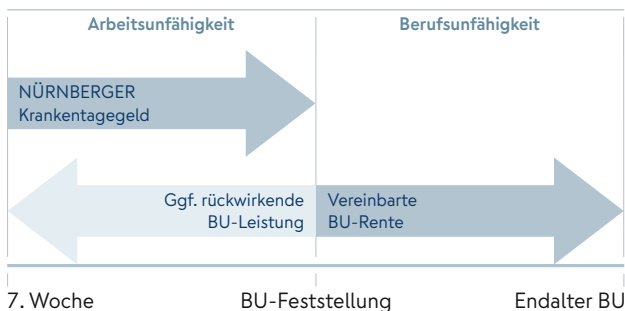 Arbeitsunfähigkeit
Berufsunfähigkeit
NÜRNBERGER
Krankentagegeld
Ggf. rückwirkende
BU-Leistung
Vereinbarte
BU-Rente
7. Woche
BU-Feststellung
Endalter BU